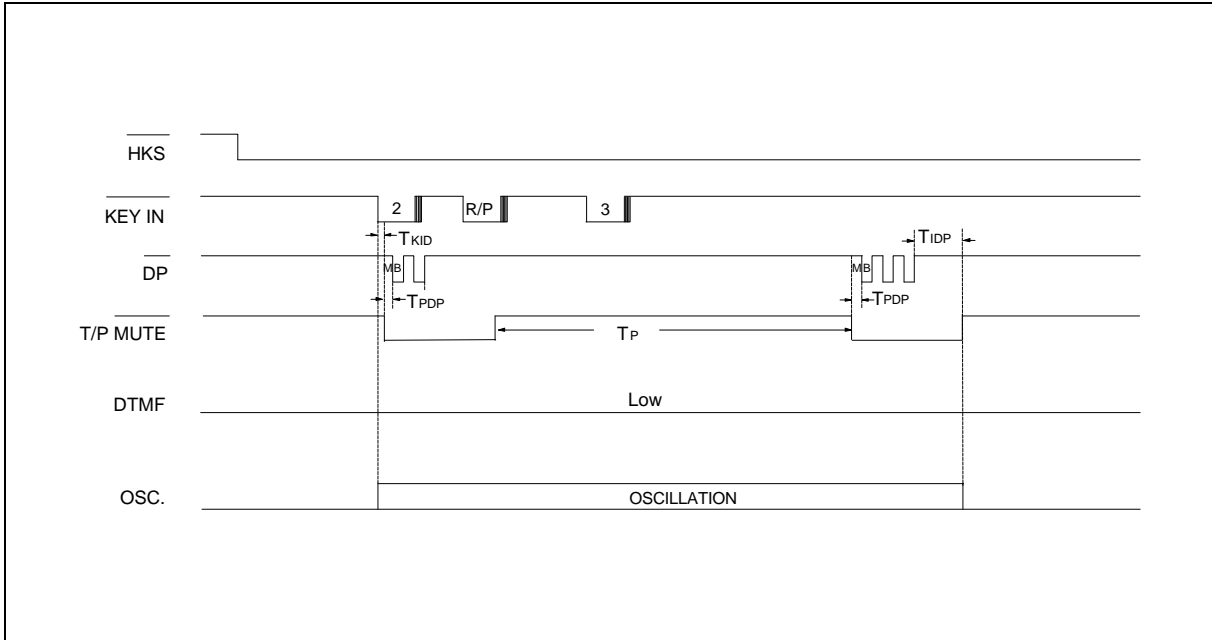 HKS
KEY IN
2
R/P
3
TKID
TIDP
DP
MB
MB
TPDP
TPDP
T/P MUTE
TP
DTMF
Low
OSC.
OSCILLATION